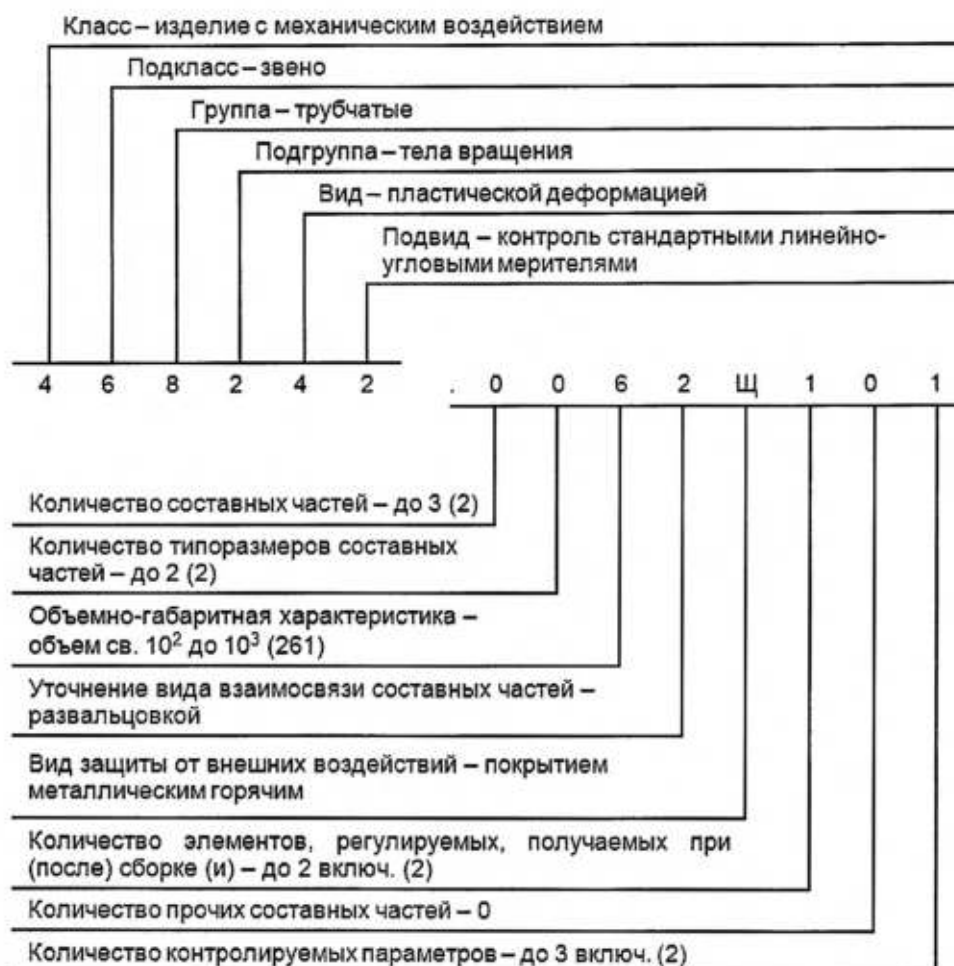 Класс – изделие с механическим воздействием
Подкласс – звено
Группа – трубчатые
Подгруппа – тела вращения
Вид – пластической деформацией
Подвид – контроль стандартными линейно-
угловыми мерителями
4 6 8 2 4 2 . 0 0 6 2 Щ 1 0 1
Количество составных частей – до 3 (2)
Количество типоразмеров составных
частей – до 2 (2)
Объемно-габаритная характеристика –
объем св. 10² до 10³ (261)
Уточнение вида взаимосвязи составных частей –
развальцовкой
Вид защиты от внешних воздействий – покрытием
металлическим горячим
Количество элементов, регулируемых, получаемых при
(после) сборке (и) – до 2 включ. (2)
Количество прочих составных частей – 0
Количество контролируемых параметров – до 3 включ. (2)